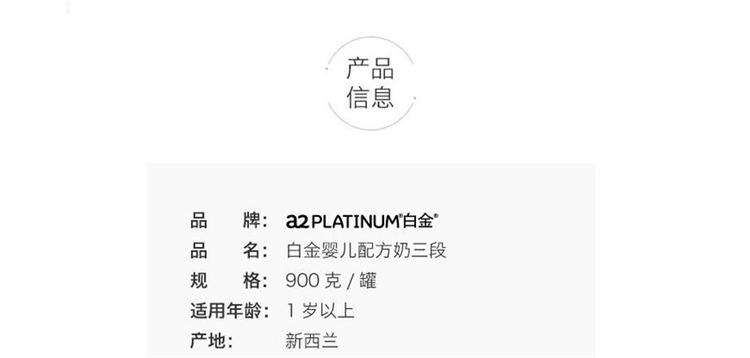 产品
信息
品 牌： a2 PLATINUM®白金®
品 名： 白金婴儿配方奶三段
规 格： 900 克 / 罐
适用年龄： 1 岁以上
产地： 新西兰